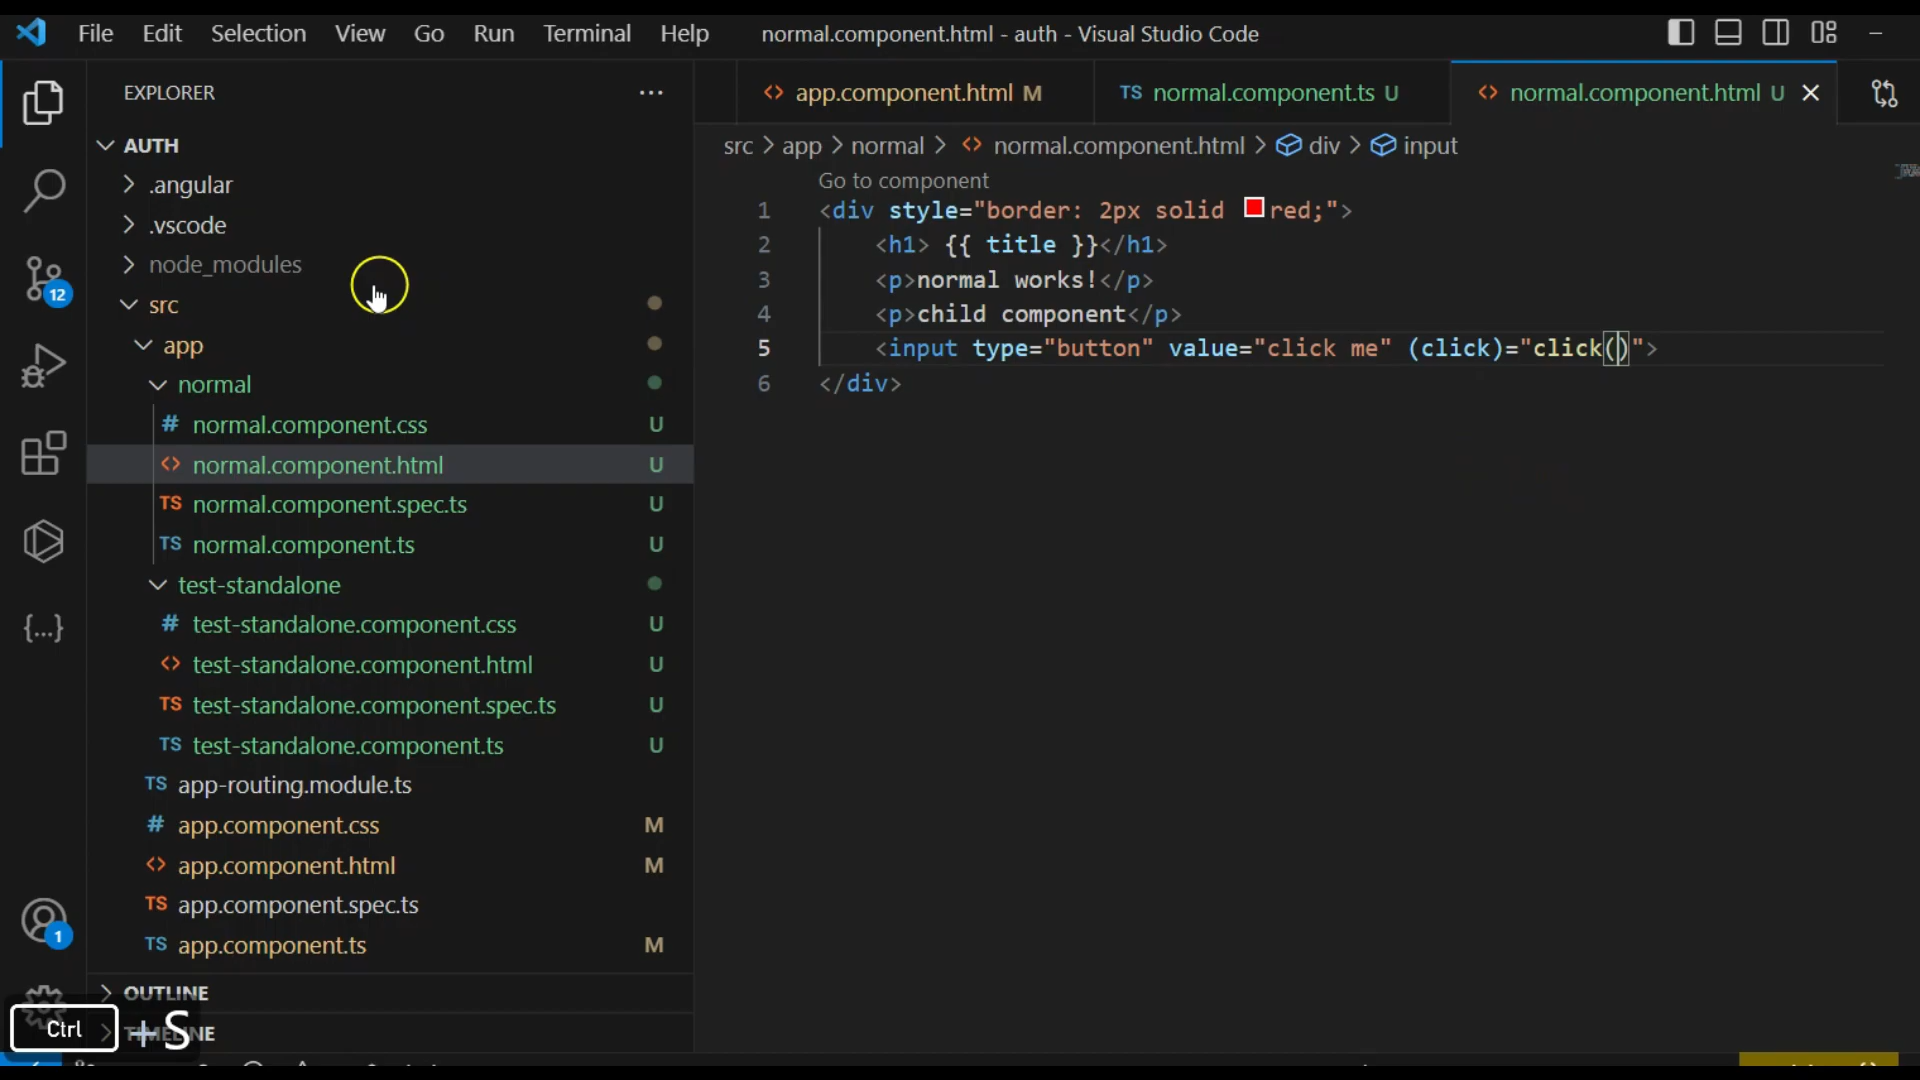 File Edit Selection View Go Run Terminal Help normal.component.html - auth - Visual Studio Code
EXPLORER
AUTH
.angular
.vscode
node_modules
src
app
normal
# normal.component.css U
<> normal.component.html U
TS normal.component.spec.ts U
TS normal.component.ts U
test-standalone
# test-standalone.component.css U
<> test-standalone.component.html U
TS test-standalone.component.spec.ts U
TS test-standalone.component.ts U
TS app-routing.module.ts
# app.component.css M
<> app.component.html M
TS app.component.spec.ts
TS app.component.ts M
OUTLINE
TIMELINE
12
1
{...}
Ctrl +S
<> app.component.html M TS normal.component.ts U <> normal.component.html U
src > app > normal > <> normal.component.html > div > input
Go to component
1 <div style="border: 2px solid red;">
2 <h1> {{ title }}</h1>
3 <p>normal works!</p>
4 <p>child component</p>
5 <input type="button" value="click me" (click)="click()">
6 </div>